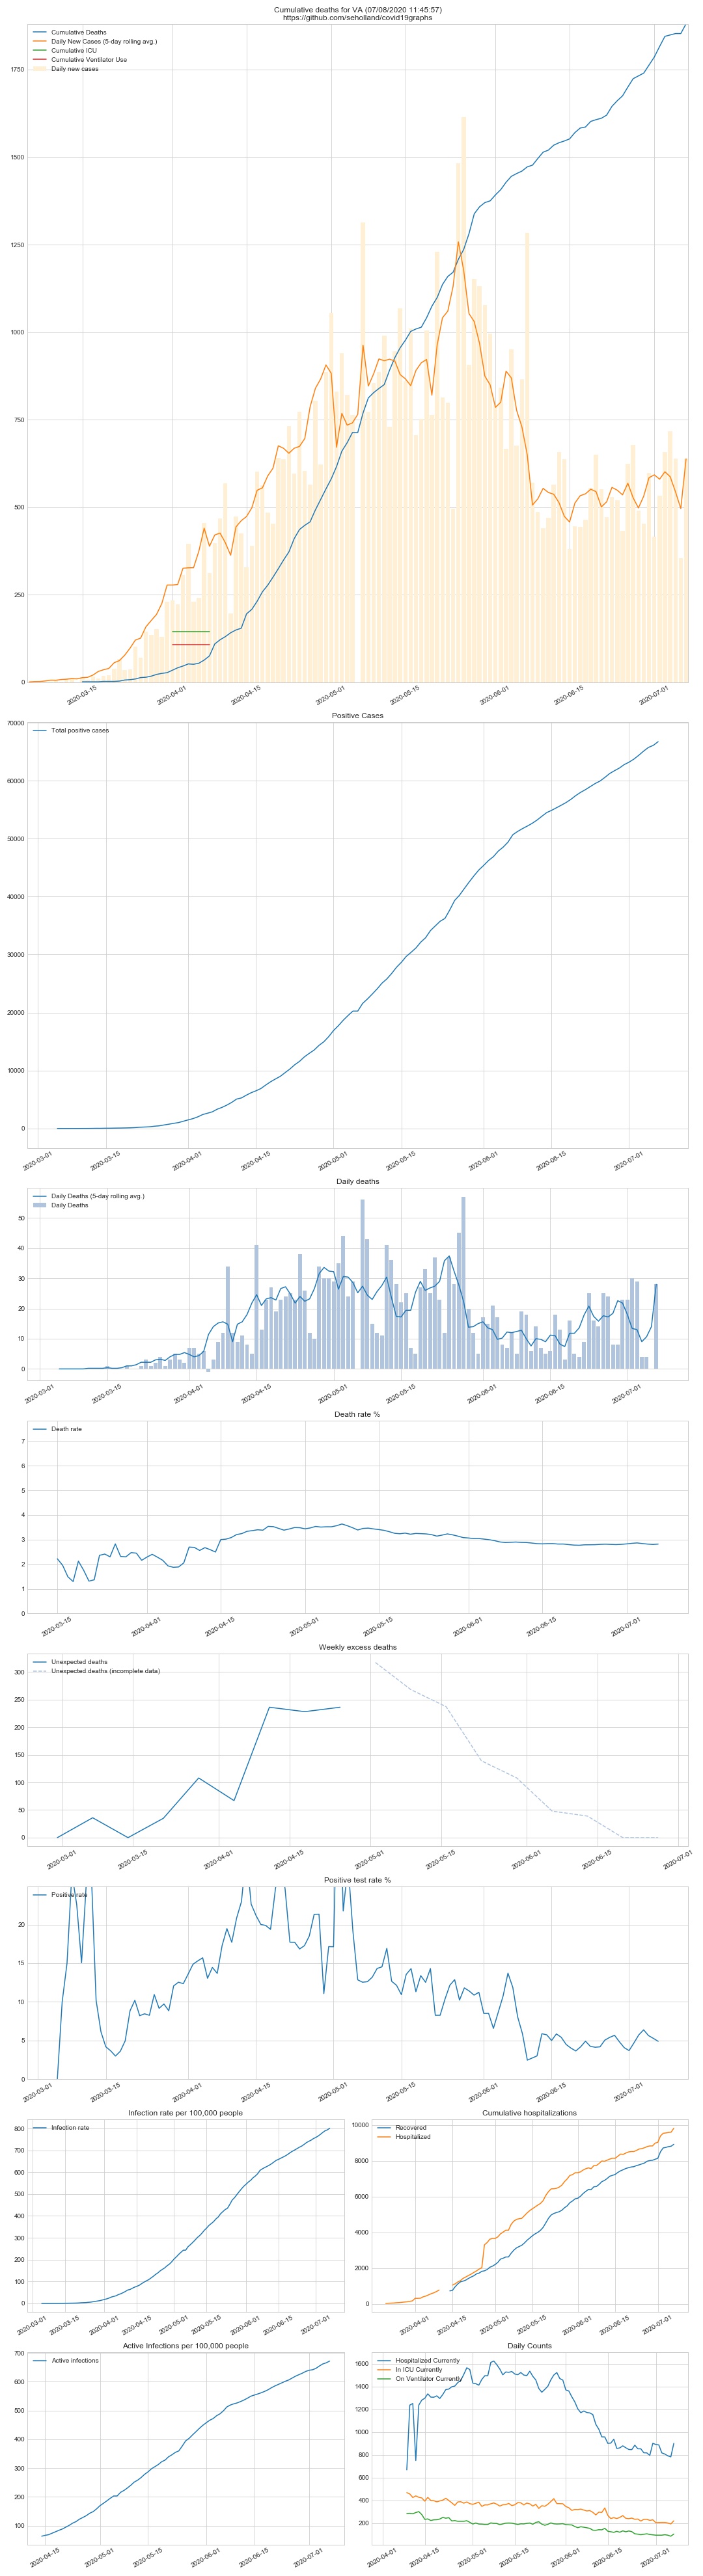 Cumulative deaths for VA (07/08/2020 11:45:57)
https://github.com/seholland/covid19graphs
Cumulative Deaths
Daily New Cases (5-day rolling avg.)
Cumulative ICU
Cumulative Ventilator Use
Daily new cases
1750
1500
1250
1000
750
500
250
0
2020-03-15 2020-04-01 2020-04-15 2020-05-01 2020-05-15 2020-06-01 2020-06-15 2020-07-01
Positive Cases
Total positive cases
70000
60000
50000
40000
30000
20000
10000
0
2020-03-01 2020-03-15 2020-04-01 2020-04-15 2020-05-01 2020-05-15 2020-06-01 2020-06-15 2020-07-01
Daily deaths
Daily Deaths (5-day rolling avg.)
Daily Deaths
50
40
30
20
10
0
2020-03-01 2020-03-15 2020-04-01 2020-04-15 2020-05-01 2020-05-15 2020-06-01 2020-06-15 2020-07-01
Death rate %
Death rate
7
6
5
4
3
2
1
0
2020-03-15 2020-04-01 2020-04-15 2020-05-01 2020-05-15 2020-06-01 2020-06-15 2020-07-01
Weekly excess deaths
Unexpected deaths
Unexpected deaths (incomplete data)
300
250
200
150
100
50
0
2020-03-01 2020-03-15 2020-04-01 2020-04-15 2020-05-01 2020-05-15 2020-06-01 2020-06-15 2020-07-01
Positive test rate %
Positive rate
20
15
10
5
0
2020-03-01 2020-03-15 2020-04-01 2020-04-15 2020-05-01 2020-05-15 2020-06-01 2020-06-15 2020-07-01
Infection rate per 100,000 people
Infection rate
800
700
600
500
400
300
200
100
0
2020-03-01 2020-03-15 2020-04-01 2020-04-15 2020-05-01 2020-05-15 2020-06-01 2020-06-15 2020-07-01
Cumulative hospitalizations
Recovered
Hospitalized
10000
8000
6000
4000
2000
0
2020-04-01 2020-04-15 2020-05-01 2020-05-15 2020-06-01 2020-06-15 2020-07-01
Active Infections per 100,000 people
Active infections
700
600
500
400
300
200
100
2020-04-15 2020-05-01 2020-05-15 2020-06-01 2020-06-15 2020-07-01
Daily Counts
Hospitalized Currently
In ICU Currently
On Ventilator Currently
1600
1400
1200
1000
800
600
400
200
2020-04-01 2020-04-15 2020-05-01 2020-05-15 2020-06-01 2020-06-15 2020-07-01